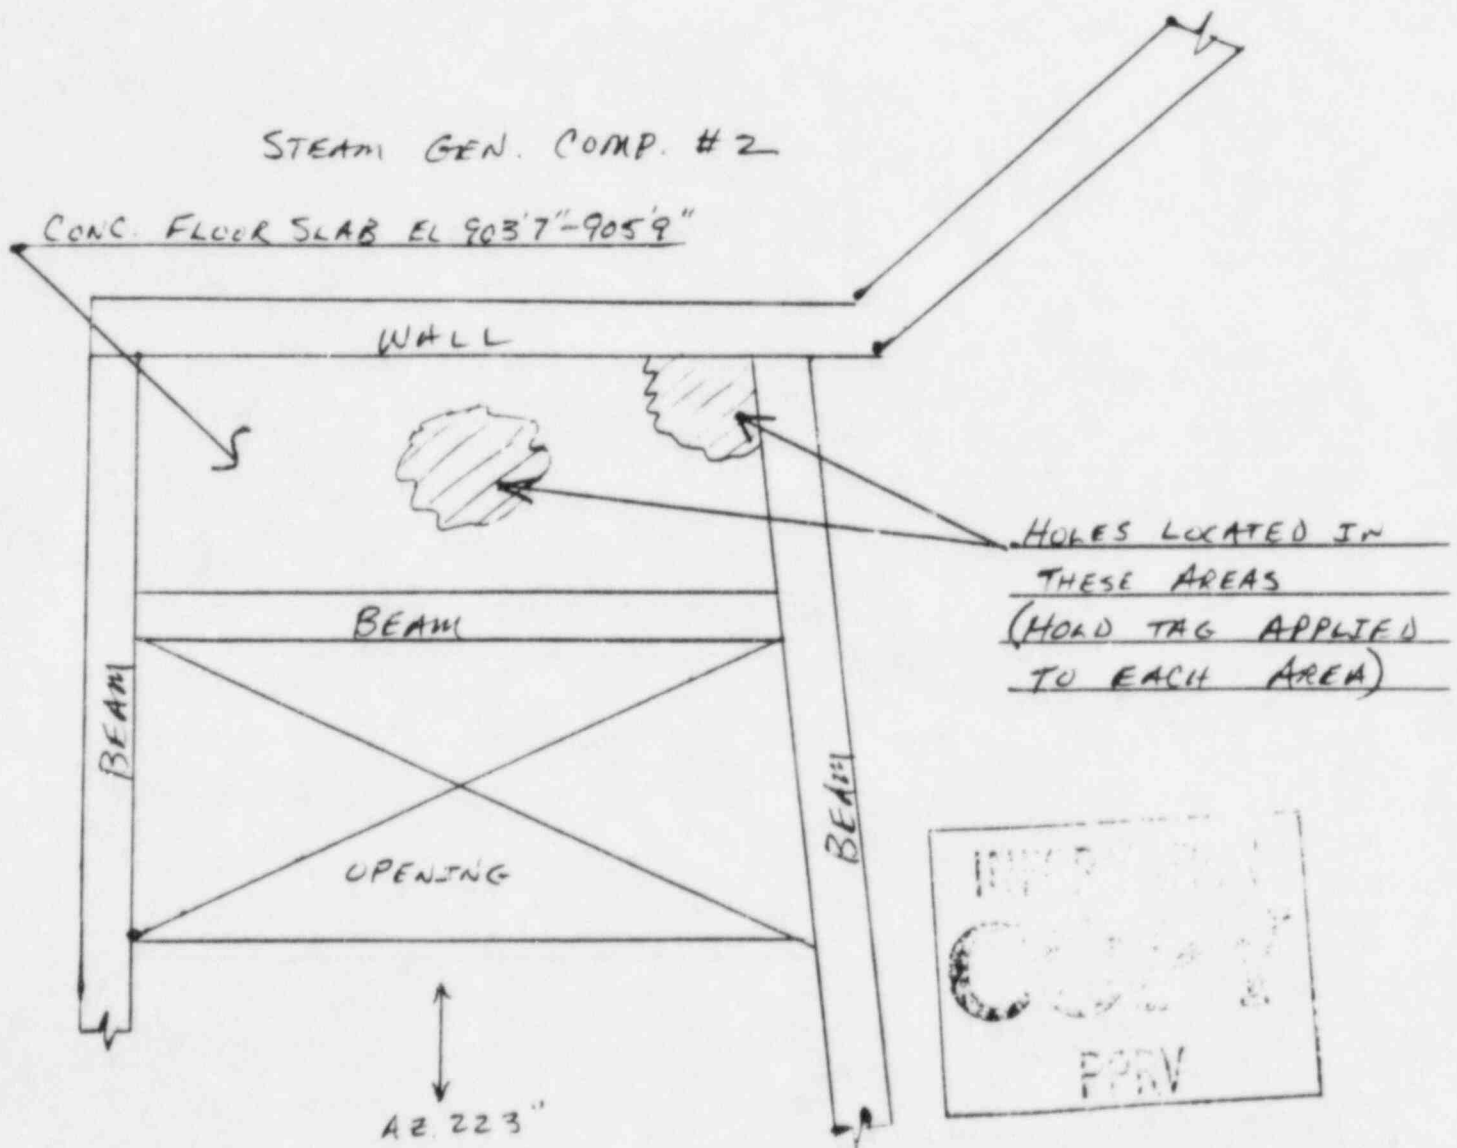 STEAM GEN. COMP. #2
CONC. FLOOR SLAB EL 903'7"-905'9"
WALL
HOLES LOCATED IN
THESE AREAS
(HOLD TAG APPLIED
TO EACH AREA)
BEAM
BEAM
BEAM
OPENING
PPRV
AZ 223°